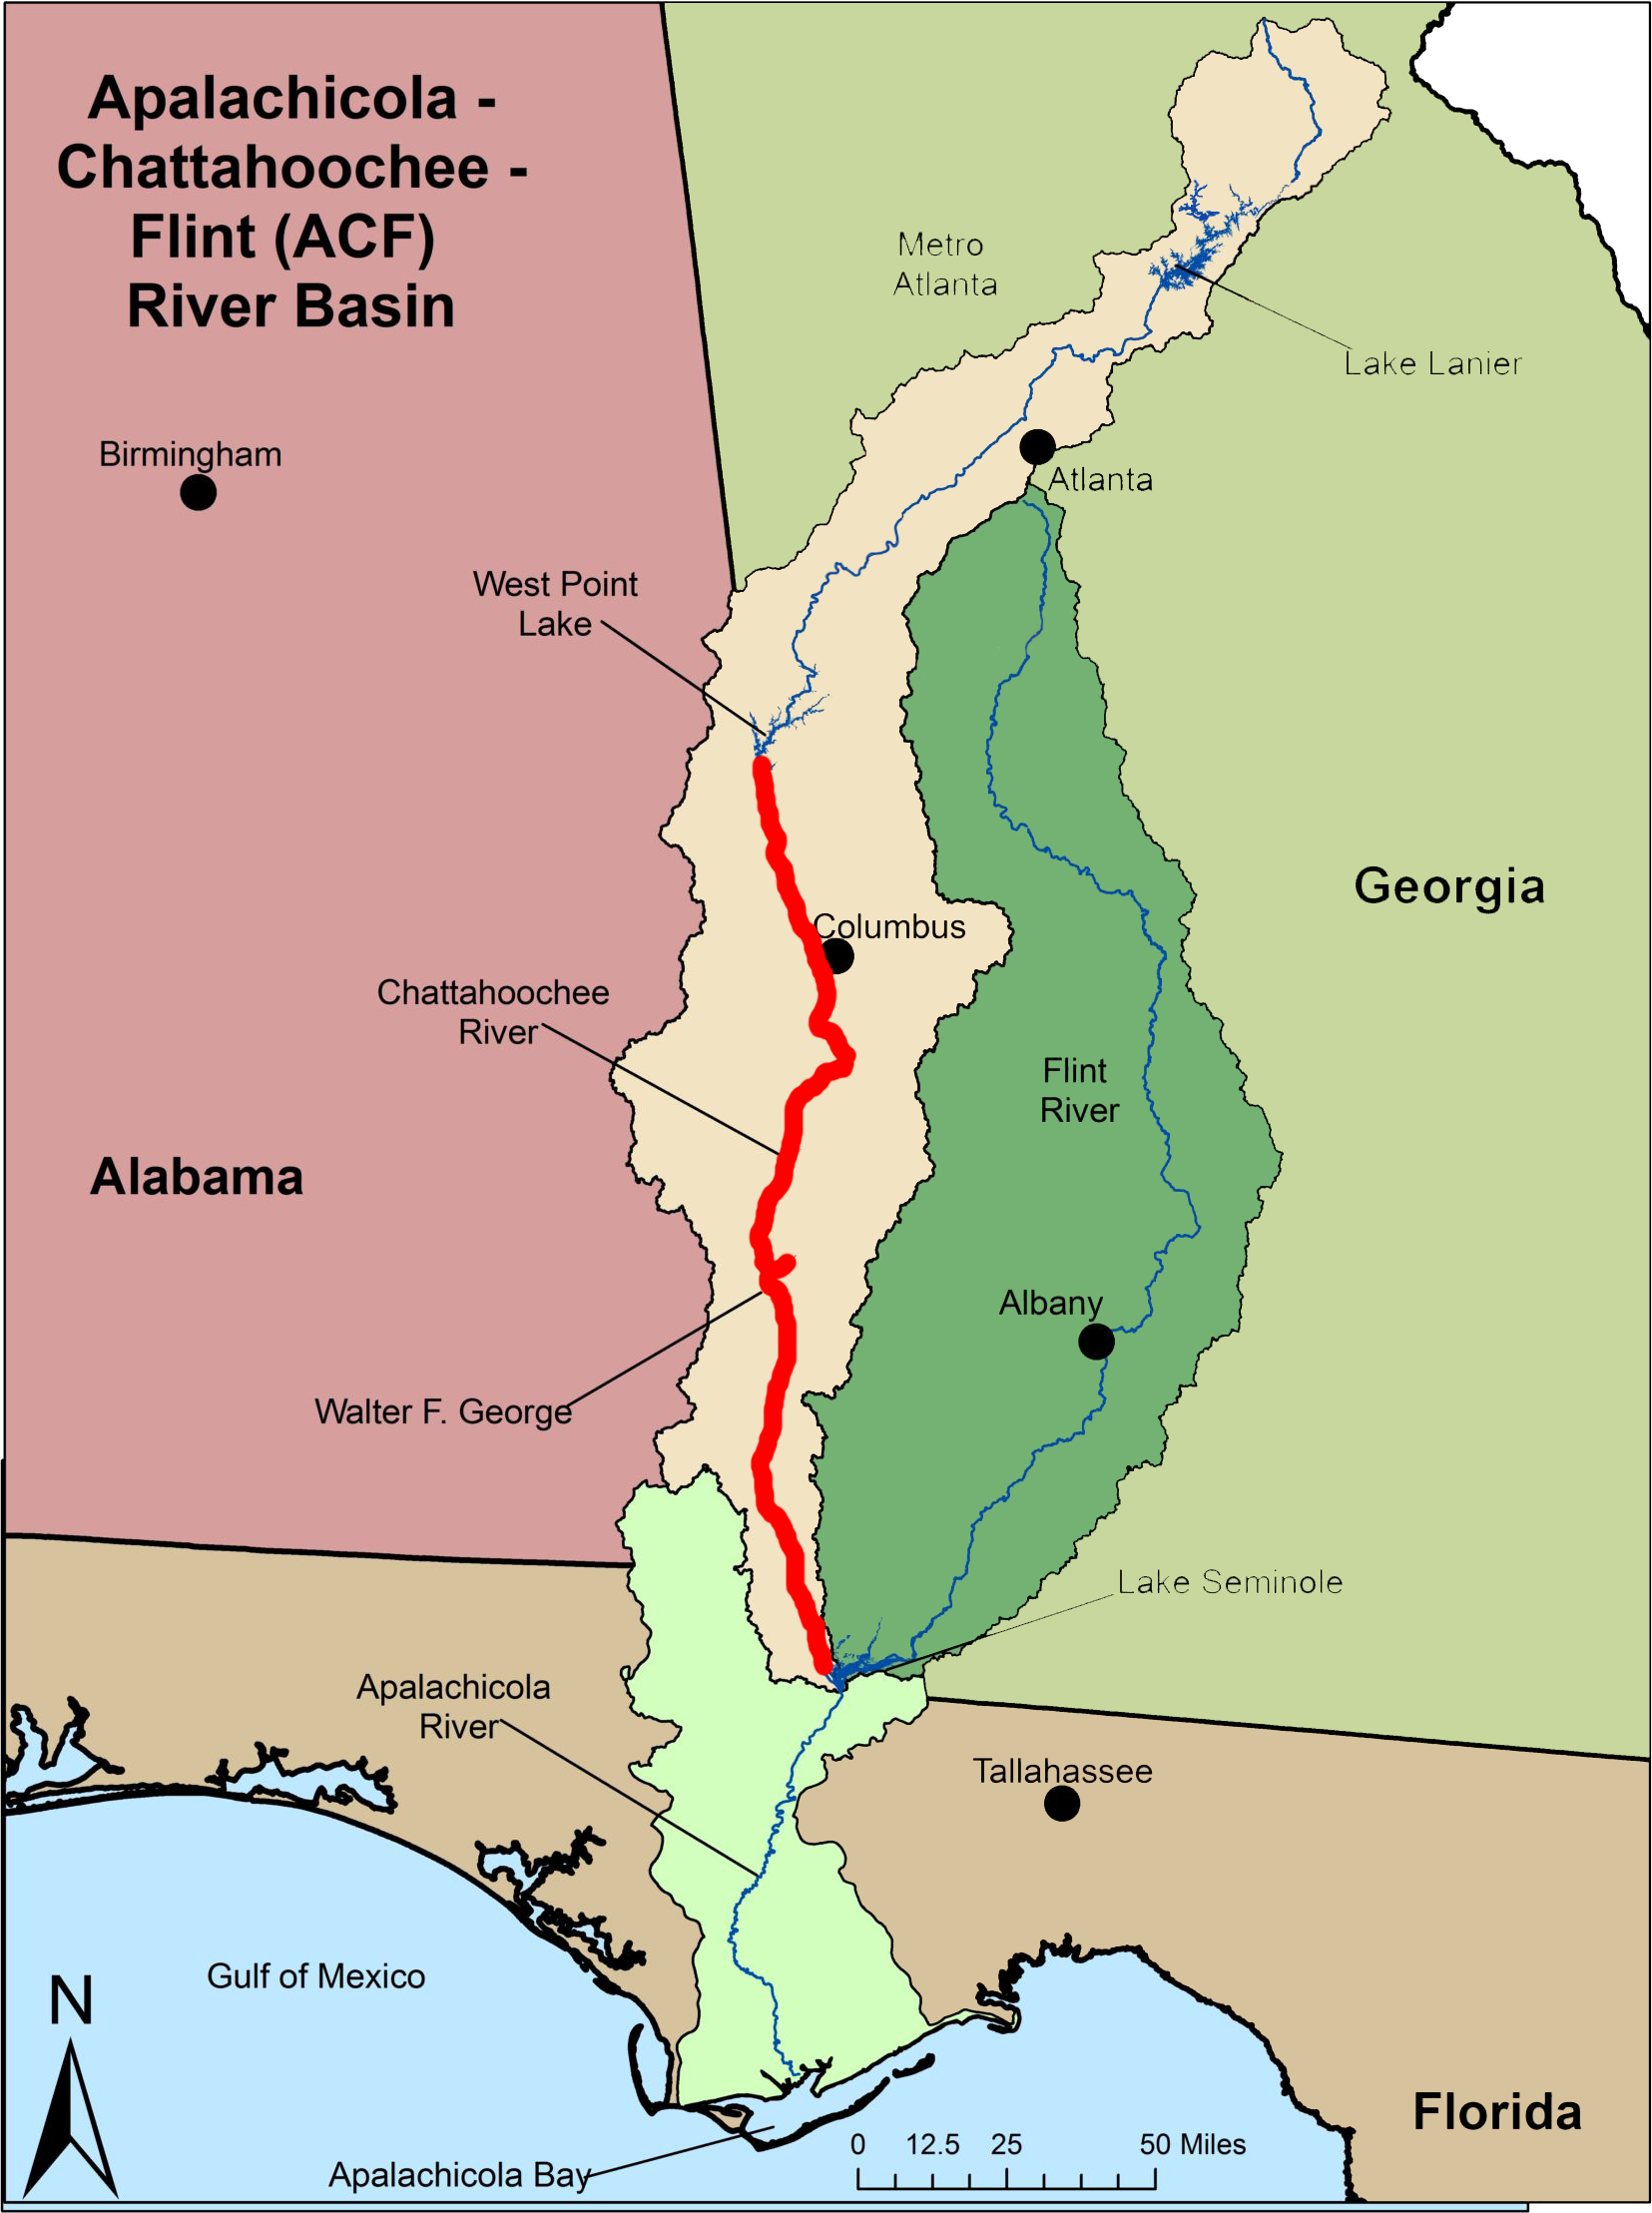 Apalachicola -
Chattahoochee -
Flint (ACF)
River Basin
Metro
Atlanta
Lake Lanier
Birmingham
Atlanta
West Point
Lake
Georgia
Columbus
Chattahoochee
River
Flint
River
Alabama
Albany
Walter F. George
Lake Seminole
Apalachicola
River
Tallahassee
Gulf of Mexico
N
Florida
0 12.5 25 50 Miles
Apalachicola Bay